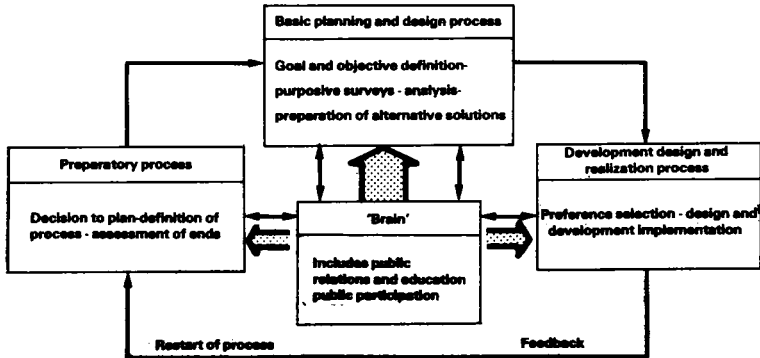 Basic planning and design process
Goal and objective definition-
purposive surveys - analysis-
preparation of alternative solutions
Preparatory process
Decision to plan-definition of
process - assessment of ends
'Brain'
Includes public
relations and education
public participation
Development design and
realization process
Preference selection - design and
development implementation
Restart of process
Feedback